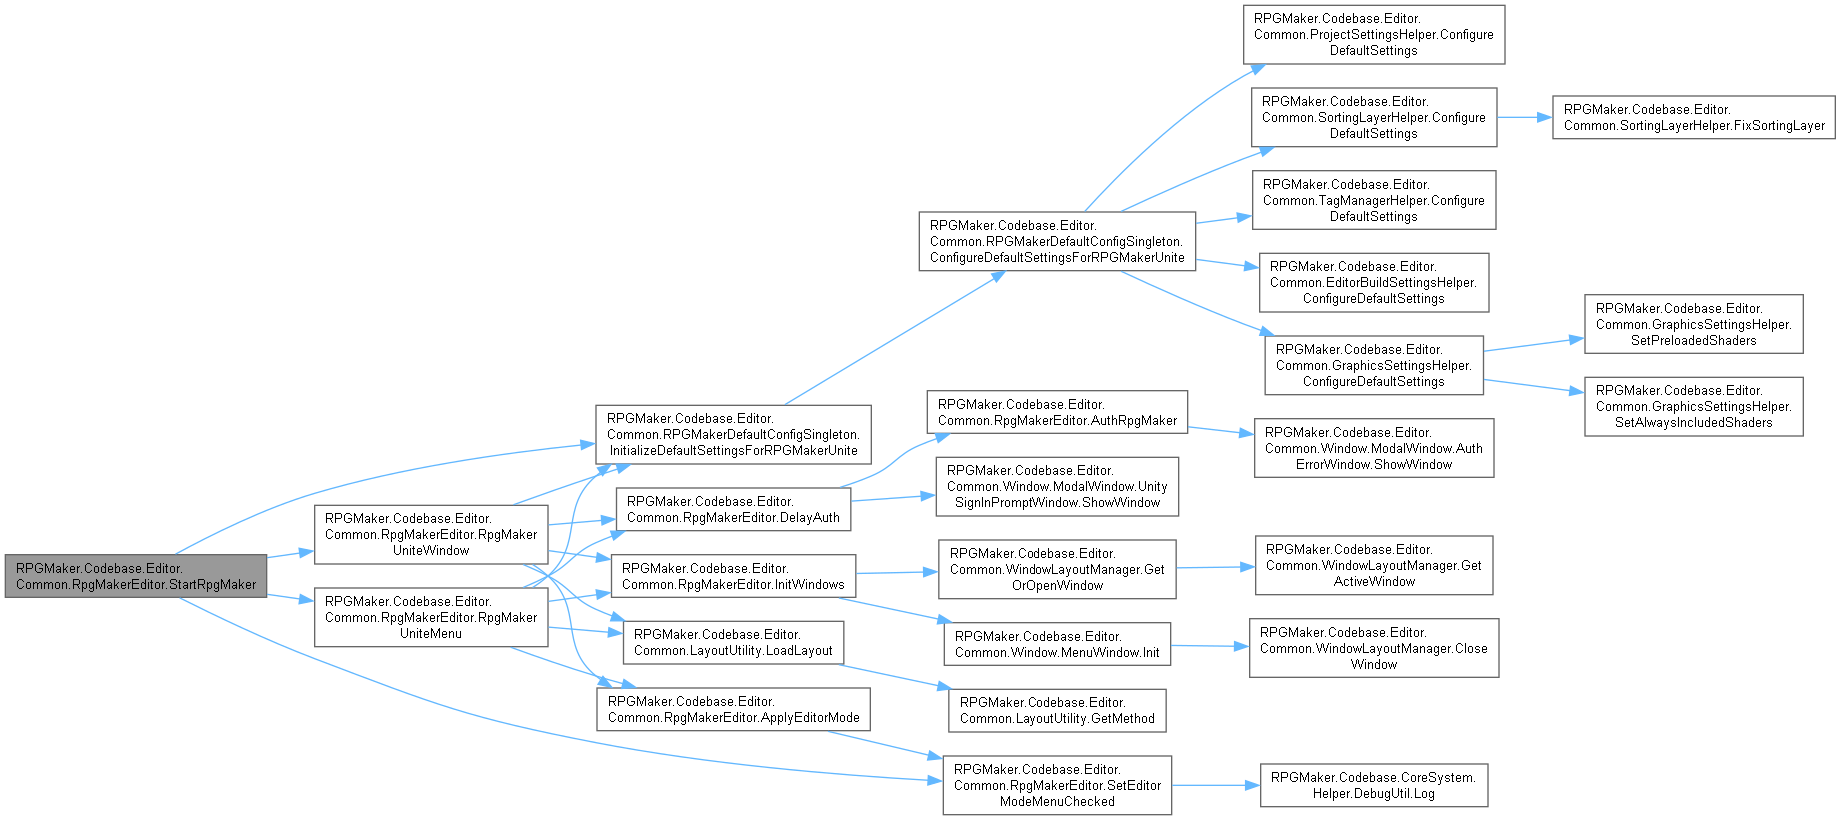 RPGMaker.Codebase.Editor.
Common.ProjectSettingsHelper.Configure
DefaultSettings
RPGMaker.Codebase.Editor.
Common.SortingLayerHelper.Configure
DefaultSettings
RPGMaker.Codebase.Editor.
Common.SortingLayerHelper.FixSortingLayer
RPGMaker.Codebase.Editor.
Common.TagManagerHelper.Configure
DefaultSettings
RPGMaker.Codebase.Editor.
Common.RPGMakerDefaultConfigSingleton.
ConfigureDefaultSettingsForRPGMakerUnite
RPGMaker.Codebase.Editor.
Common.EditorBuildSettingsHelper.
ConfigureDefaultSettings
RPGMaker.Codebase.Editor.
Common.GraphicsSettingsHelper.
SetPreloadedShaders
RPGMaker.Codebase.Editor.
Common.GraphicsSettingsHelper.
ConfigureDefaultSettings
RPGMaker.Codebase.Editor.
Common.GraphicsSettingsHelper.
SetAlwaysIncludedShaders
RPGMaker.Codebase.Editor.
Common.RPGMakerDefaultConfigSingleton.
InitializeDefaultSettingsForRPGMakerUnite
RPGMaker.Codebase.Editor.
Common.RpgMakerEditor.AuthRpgMaker
RPGMaker.Codebase.Editor.
Common.Window.ModalWindow.Auth
ErrorWindow.ShowWindow
RPGMaker.Codebase.Editor.
Common.Window.ModalWindow.Unity
SignInPromptWindow.ShowWindow
RPGMaker.Codebase.Editor.
Common.RpgMakerEditor.DelayAuth
RPGMaker.Codebase.Editor.
Common.RpgMakerEditor.RpgMaker
UniteWindow
RPGMaker.Codebase.Editor.
Common.RpgMakerEditor.StartRpgMaker
RPGMaker.Codebase.Editor.
Common.RpgMakerEditor.InitWindows
RPGMaker.Codebase.Editor.
Common.WindowLayoutManager.Get
OrOpenWindow
RPGMaker.Codebase.Editor.
Common.WindowLayoutManager.Get
ActiveWindow
RPGMaker.Codebase.Editor.
Common.RpgMakerEditor.RpgMaker
UniteMenu
RPGMaker.Codebase.Editor.
Common.LayoutUtility.LoadLayout
RPGMaker.Codebase.Editor.
Common.Window.MenuWindow.Init
RPGMaker.Codebase.Editor.
Common.WindowLayoutManager.Close
Window
RPGMaker.Codebase.Editor.
Common.RpgMakerEditor.ApplyEditorMode
RPGMaker.Codebase.Editor.
Common.LayoutUtility.GetMethod
RPGMaker.Codebase.Editor.
Common.RpgMakerEditor.SetEditor
ModeMenuChecked
RPGMaker.Codebase.CoreSystem.
Helper.DebugUtil.Log